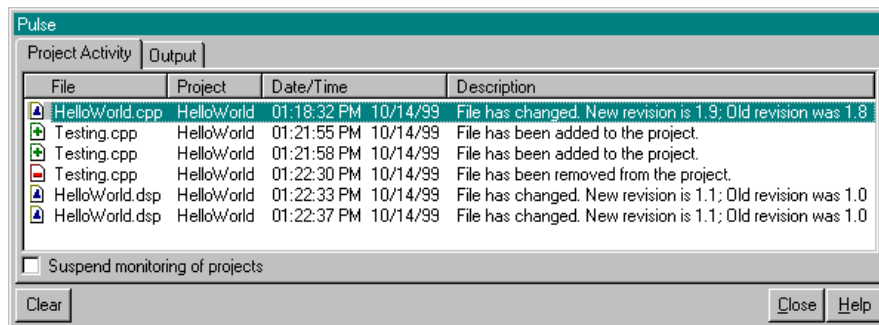 Pulse
Project Activity Output
File Project Date/Time Description
HelloWorld.cpp HelloWorld 01:18:32 PM 10/14/99 File has changed. New revision is 1.9; Old revision was 1.8
Testing.cpp HelloWorld 01:21:55 PM 10/14/99 File has been added to the project.
Testing.cpp HelloWorld 01:21:58 PM 10/14/99 File has been added to the project.
Testing.cpp HelloWorld 01:22:30 PM 10/14/99 File has been removed from the project.
HelloWorld.dsp HelloWorld 01:22:33 PM 10/14/99 File has changed. New revision is 1.1; Old revision was 1.0
HelloWorld.dsp HelloWorld 01:22:37 PM 10/14/99 File has changed. New revision is 1.1; Old revision was 1.0
Suspend monitoring of projects
Clear Close Help